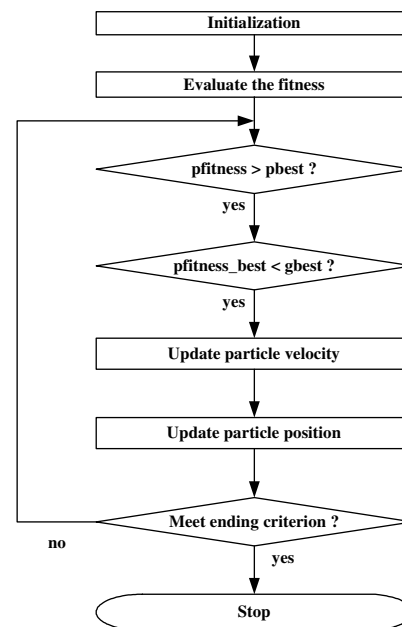 Initialization
Evaluate the fitness
pfitness > pbest ?
yes
pfitness_best < gbest ?
yes
Update particle velocity
Update particle position
Meet ending criterion ?
no
yes
Stop